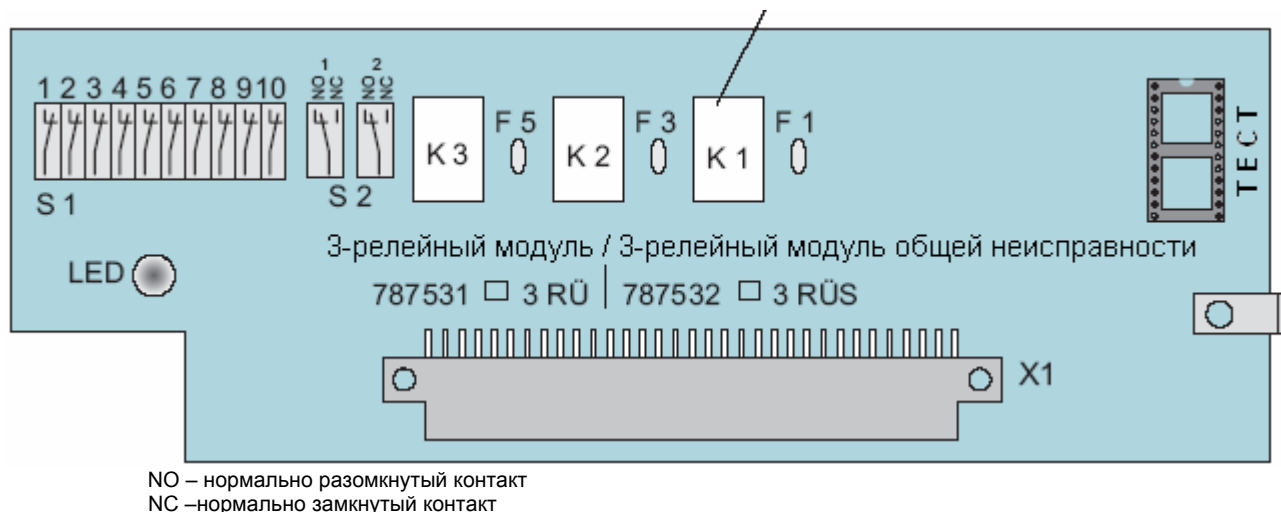 1 2 3 4 5 6 7 8 9 10
1
NO NC
2
NO NC
S 1
S 2
K 3
F 5
K 2
F 3
K 1
F 1
ТЕСТ
LED
3-релейный модуль / 3-релейный модуль общей неисправности
787531 □ 3 RÜ | 787532 □ 3 RÜS
X1
NO – нормально разомкнутый контакт
NC –нормально замкнутый контакт